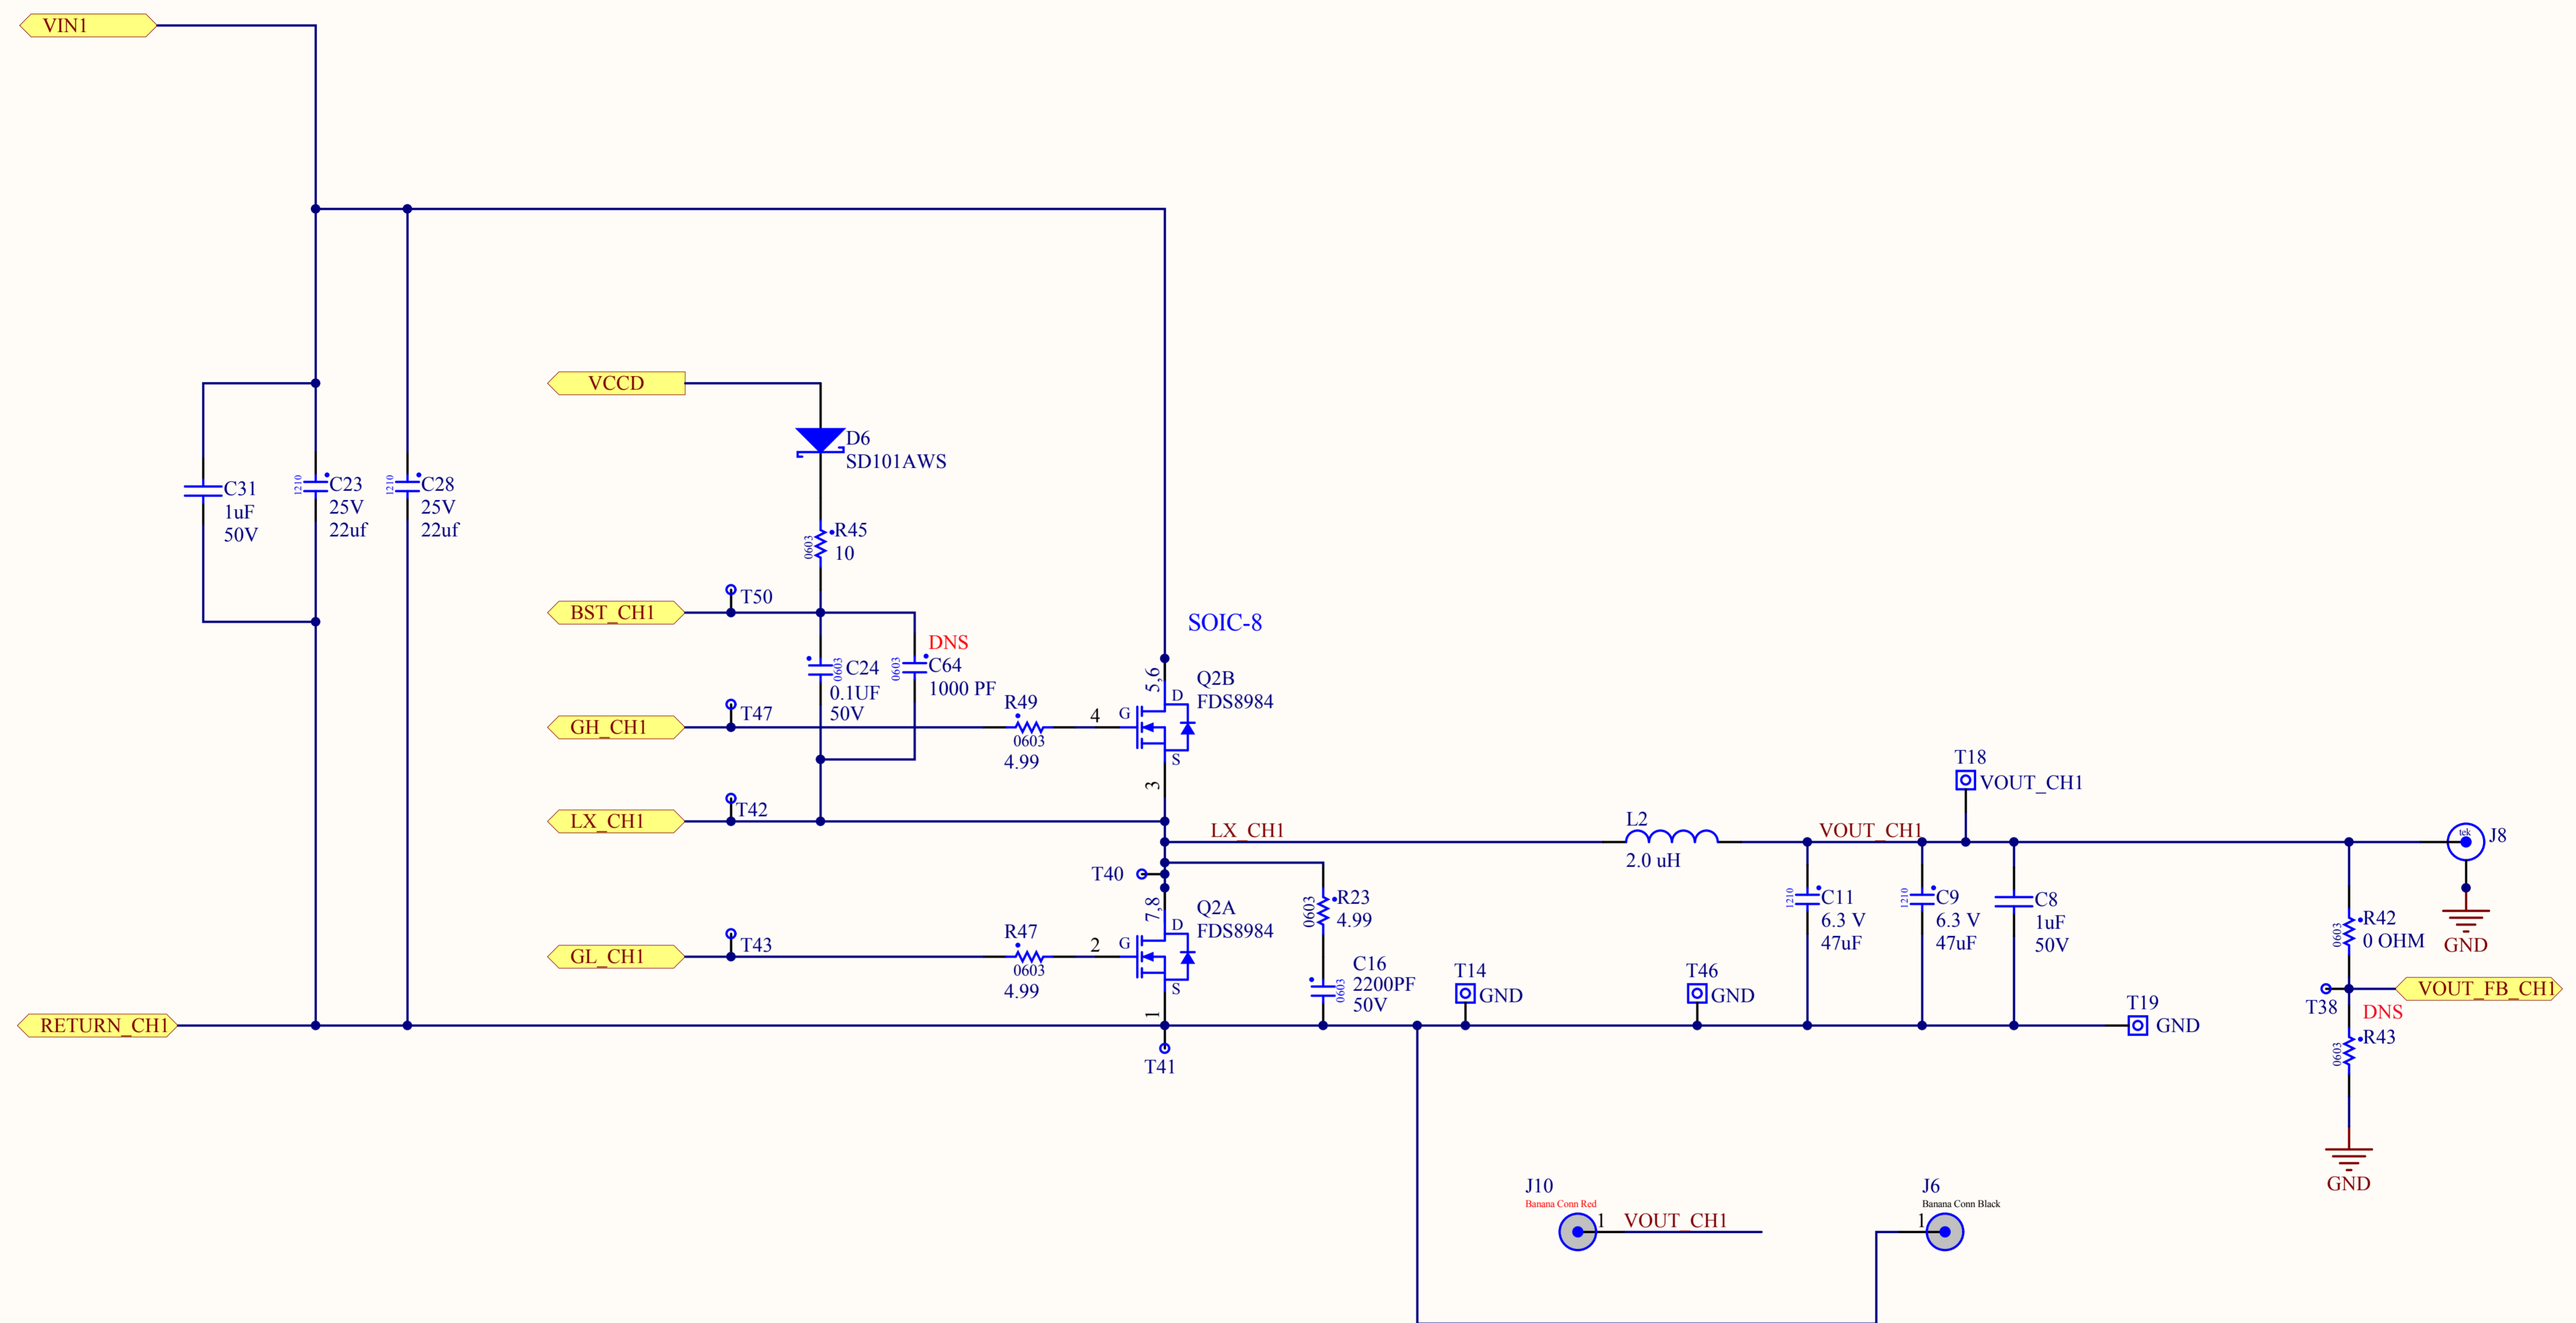 VIN1
VCCD
D6
SD101AWS
C31
1uF
50V
1210
C23
25V
22uf
1210
C28
25V
22uf
0603
R45
10
BST_CH1
T50
SOIC-8
DNS
0603
C24
0.1UF
50V
0603
C64
1000 PF
5,6
D
Q2B
FDS8984
GH_CH1
T47
R49
0603
4.99
4
G
S
3
LX_CH1
T42
LX_CH1
L2
2.0 uH
VOUT_CH1
T18
VOUT_CH1
tek
J8
GND
T40
7,8
D
Q2A
FDS8984
0603
R23
4.99
1210
C11
6.3 V
47uF
1210
C9
6.3 V
47uF
C8
1uF
50V
0603
R42
0 OHM
GL_CH1
T43
R47
0603
4.99
2
G
S
1
C16
2200PF
50V
0603
T14
GND
T46
GND
T38
VOUT_FB_CH1
DNS
0603
R43
GND
RETURN_CH1
T41
T19
GND
J10
Banana Conn Red
1
VOUT_CH1
J6
Banana Conn Black
1